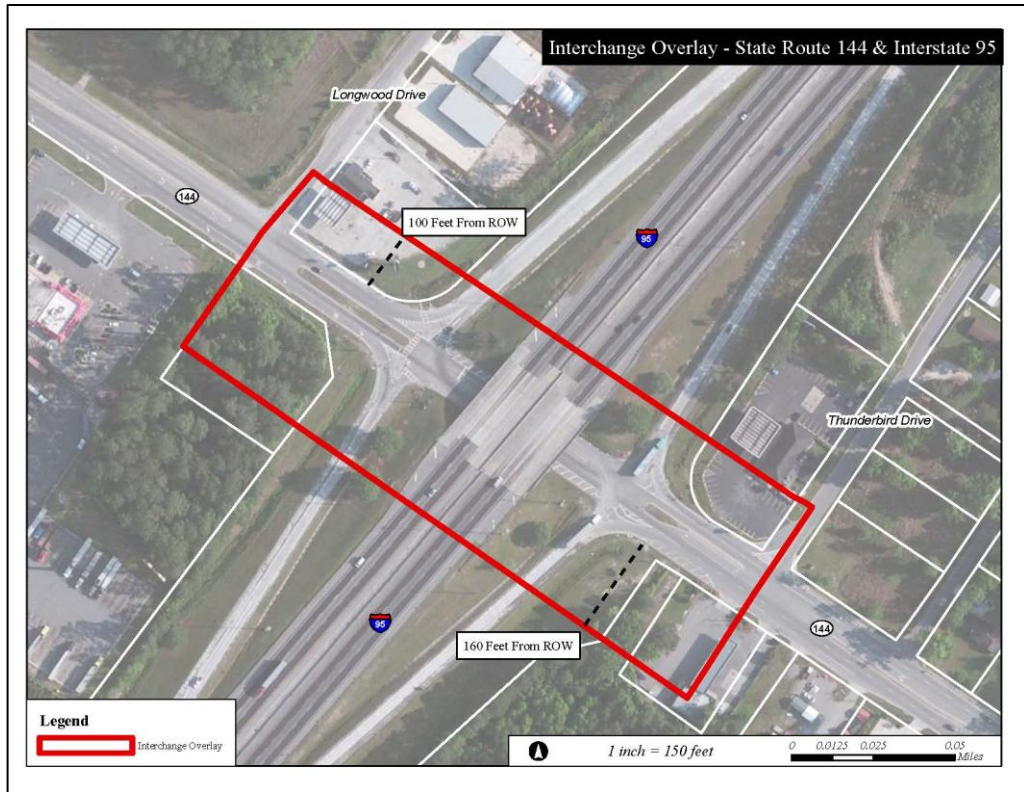 Interchange Overlay - State Route 144 & Interstate 95
Longwood Drive
144
100 Feet From ROW
95
Thunderbird Drive
95
144
160 Feet From ROW
Legend
Interchange Overlay
1 inch = 150 feet
0 0.0125 0.025 0.05
Miles